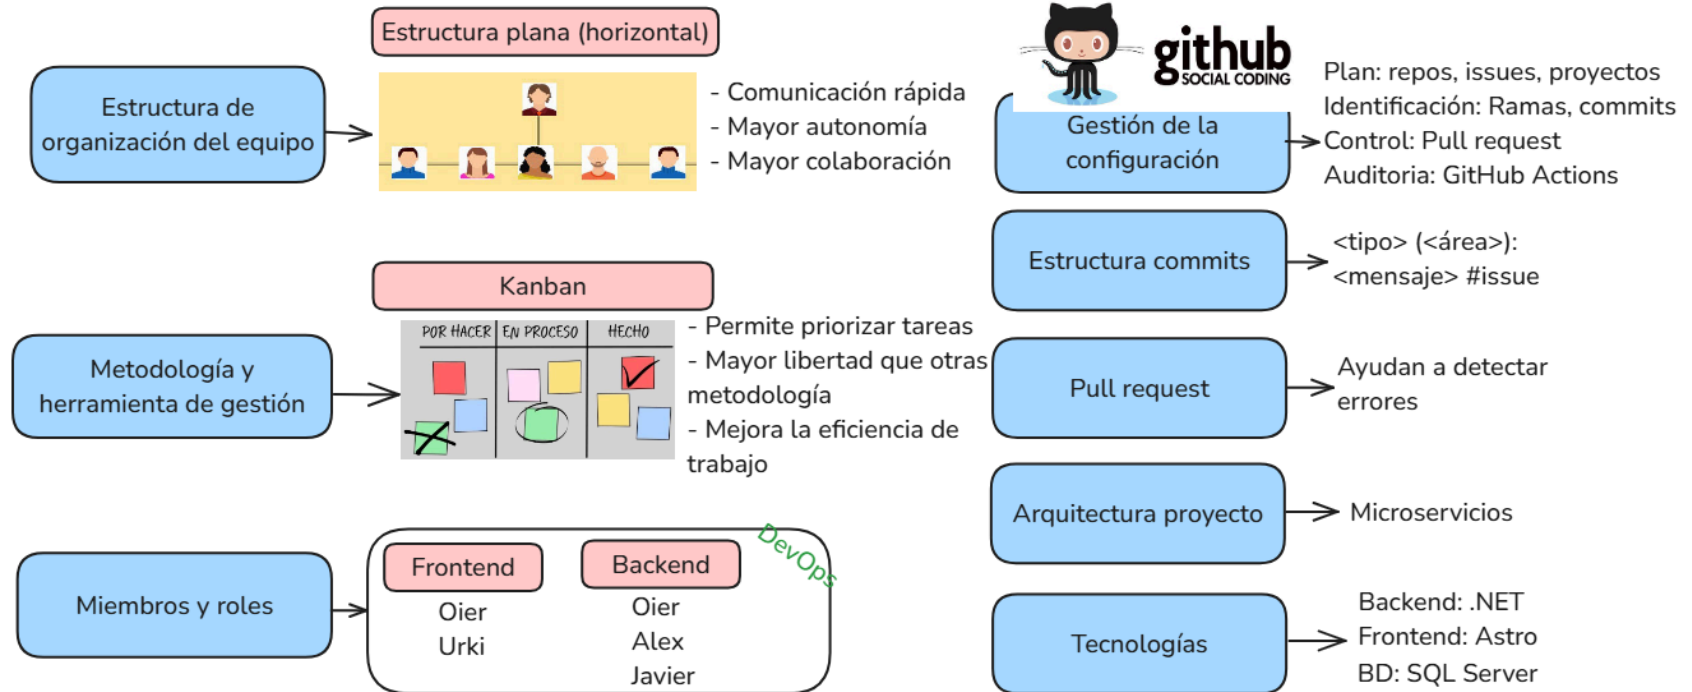 Estructura de
organización del equipo
Estructura plana (horizontal)
- Comunicación rápida
- Mayor autonomía
- Mayor colaboración
Metodología y
herramienta de gestión
Kanban
POR HACER
EN PROCESO
HECHO
- Permite priorizar tareas
- Mayor libertad que otras
metodología
- Mejora la eficiencia de
trabajo
Miembros y roles
Frontend
Oier
Urki
Backend
Oier
Alex
Javier
DevOps
github
SOCIAL CODING
Gestión de la
configuración
Plan: repos, issues, proyectos
Identificación: Ramas, commits
Control: Pull request
Auditoria: GitHub Actions
Estructura commits
<tipo> (<área>):
<mensaje> #issue
Pull request
Ayudan a detectar
errores
Arquitectura proyecto
Microservicios
Tecnologías
Backend: .NET
Frontend: Astro
BD: SQL Server